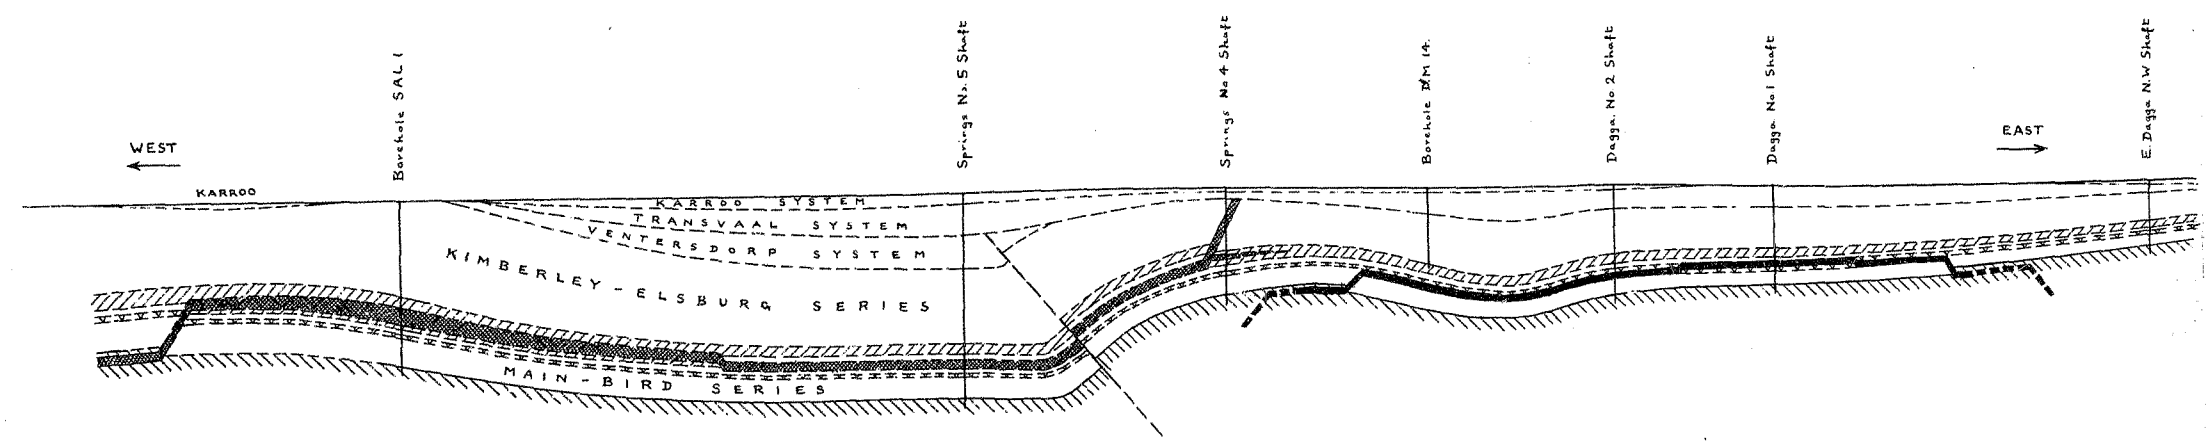 Borehole SAL 1
Springs No. 5 Shaft
Springs No 4 Shaft
Borehole D.M 14.
Dagga. No. 2 Shaft
Dagga No. 1 Shaft
E. Dagga N.W Shaft
WEST
EAST
KARROO
KARROO SYSTEM
TRANSVAAL SYSTEM
VENTERSDORP SYSTEM
KIMBERLEY - ELSBURG SERIES
MAIN - BIRD SERIES